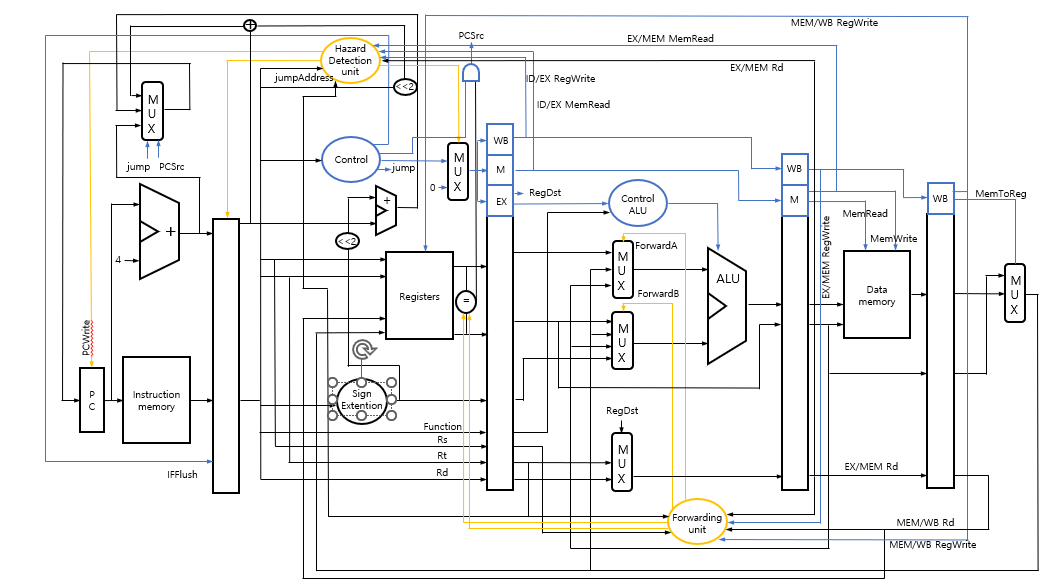 MEM/WB RegWrite
PCSrc
EX/MEM MemRead
Hazard
Detection
unit
EX/MEM Rd
jumpAddress
ID/EX RegWrite
<<2
ID/EX MemRead
M
U
X
WB
Control
M
U
X
jump
PCSrc
jump
M
WB
0
RegDst
EX
Control
ALU
M
WB
MemToReg
+
+
<<2
MemRead
MemWrite
EX/MEM RegWrite
ForwardA
M
U
X
ALU
4
Registers
=
ForwardB
Data
memory
M
U
X
M
U
X
PCWrite
P
C
Instruction
memory
Sign
Extention
RegDst
Function
Rs
Rt
Rd
M
U
X
EX/MEM Rd
IFFlush
Forwarding
unit
MEM/WB Rd
MEM/WB RegWrite